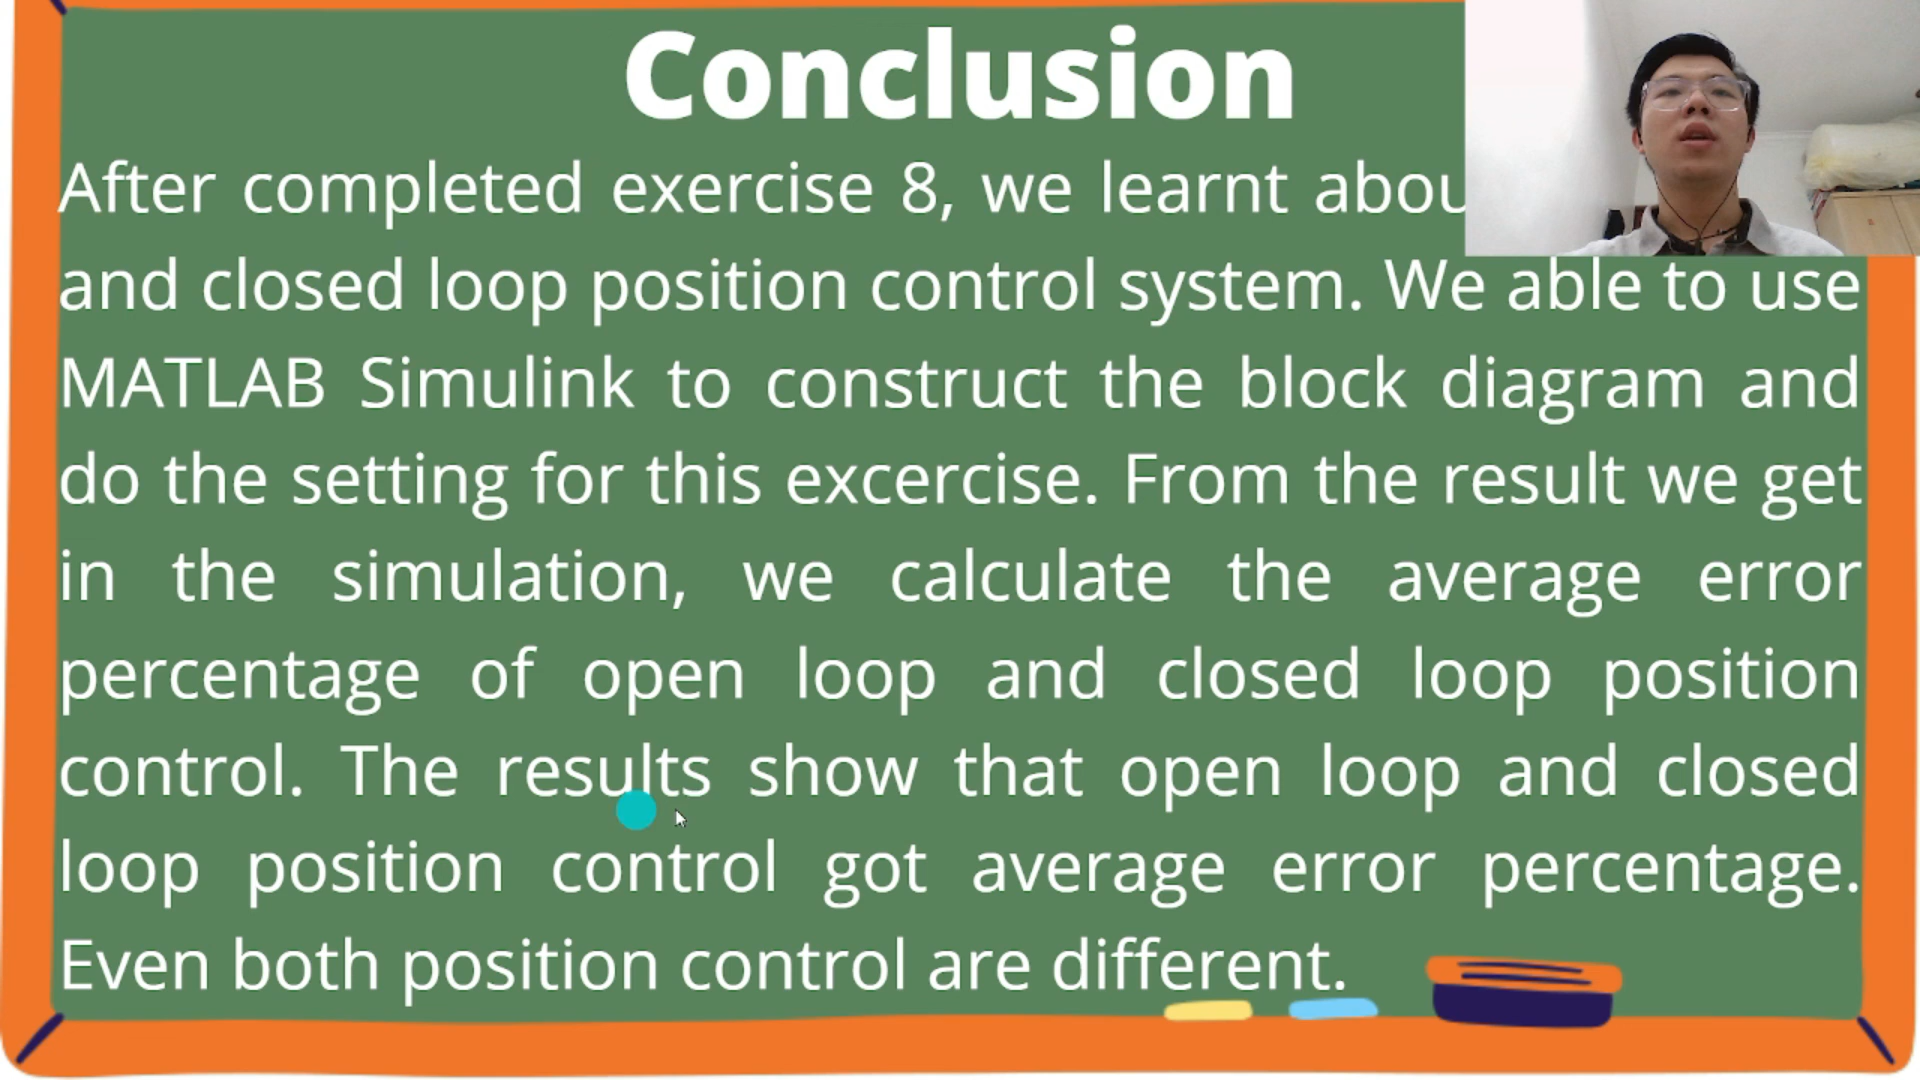 Conclusion
After completed exercise 8, we learnt
and closed loop position control system. We able to use
MATLAB Simulink to construct the block diagram and
do the setting for this excercise. From the result we get
in the simulation, we calculate the average error
percentage of open loop and closed loop position
control. The results show that open loop and closed
loop position control got average error percentage.
Even both position control are different.